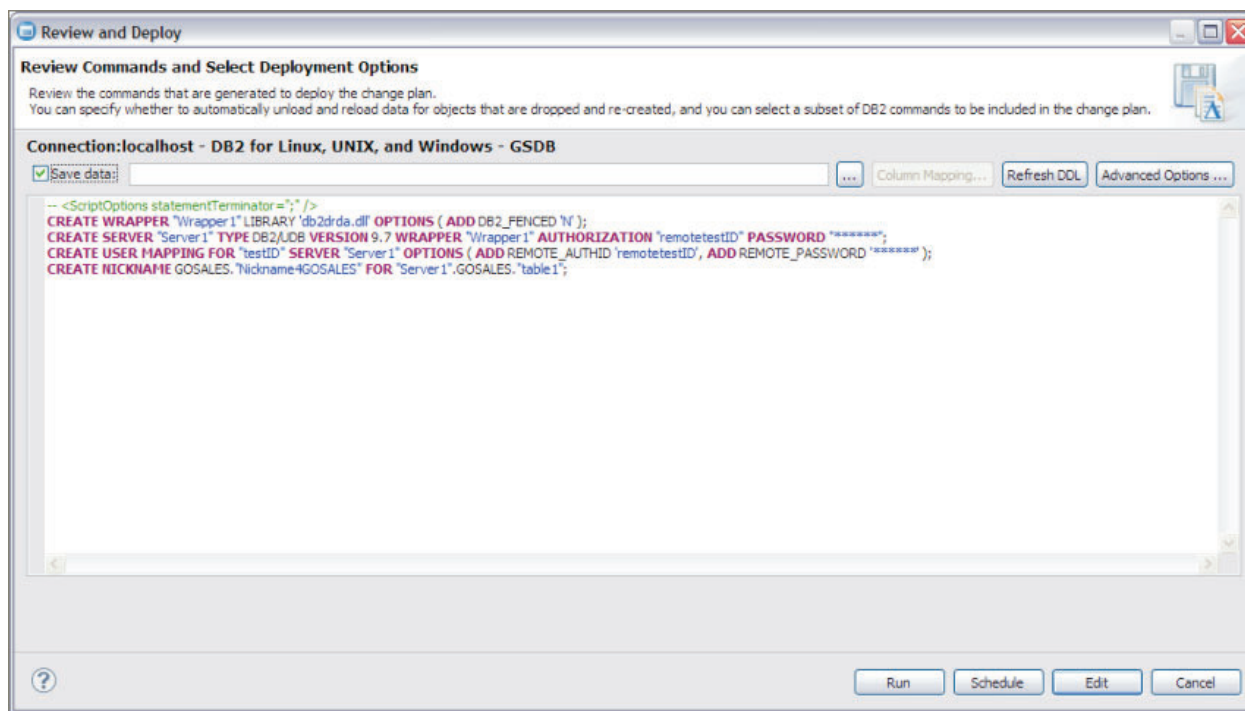 Review and Deploy
Review Commands and Select Deployment Options
Review the commands that are generated to deploy the change plan.
You can specify whether to automatically unload and reload data for objects that are dropped and re-created, and you can select a subset of DB2 commands to be included in the change plan.
Connection:localhost - DB2 for Linux, UNIX, and Windows - GSDB
Save data: ... Column Mapping... Refresh DDL Advanced Options ...
-- <ScriptOptions statementTerminator=";" />
CREATE WRAPPER "Wrapper1" LIBRARY 'db2drda.dll' OPTIONS ( ADD DB2_FENCED 'N' );
CREATE SERVER "Server1" TYPE DB2/UDB VERSION 9.7 WRAPPER "Wrapper1" AUTHORIZATION "remotetestID" PASSWORD "******";
CREATE USER MAPPING FOR "testID" SERVER "Server1" OPTIONS ( ADD REMOTE_AUTHID 'remotetestID', ADD REMOTE_PASSWORD '******' );
CREATE NICKNAME GOSALES."Nickname4GOSALES" FOR "Server1".GOSALES."table1";
? Run Schedule Edit Cancel